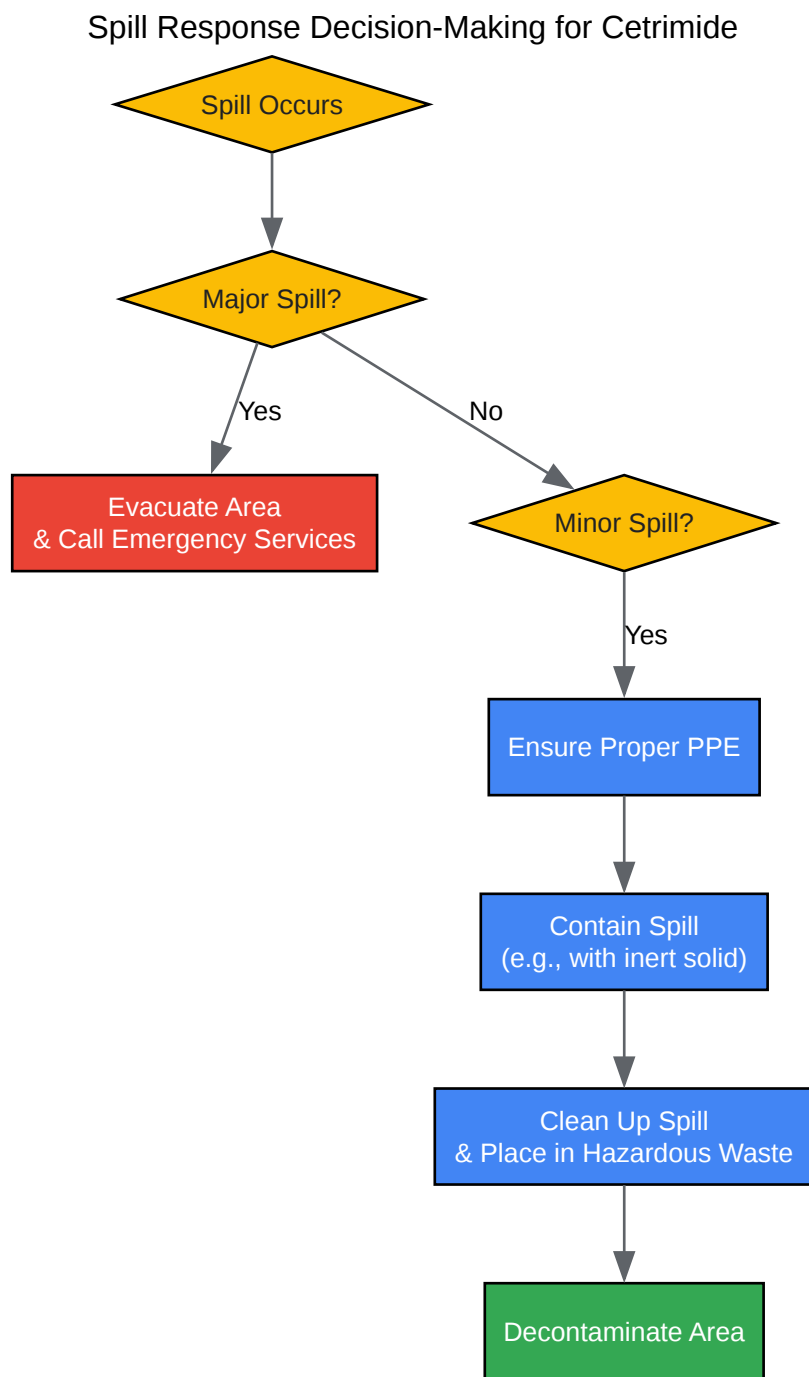 Spill Response Decision-Making for Cetrimide
Spill Occurs
Major Spill?
Yes
No
Evacuate Area
& Call Emergency Services
Minor Spill?
Yes
Ensure Proper PPE
Contain Spill
(e.g., with inert solid)
Clean Up Spill
& Place in Hazardous Waste
Decontaminate Area